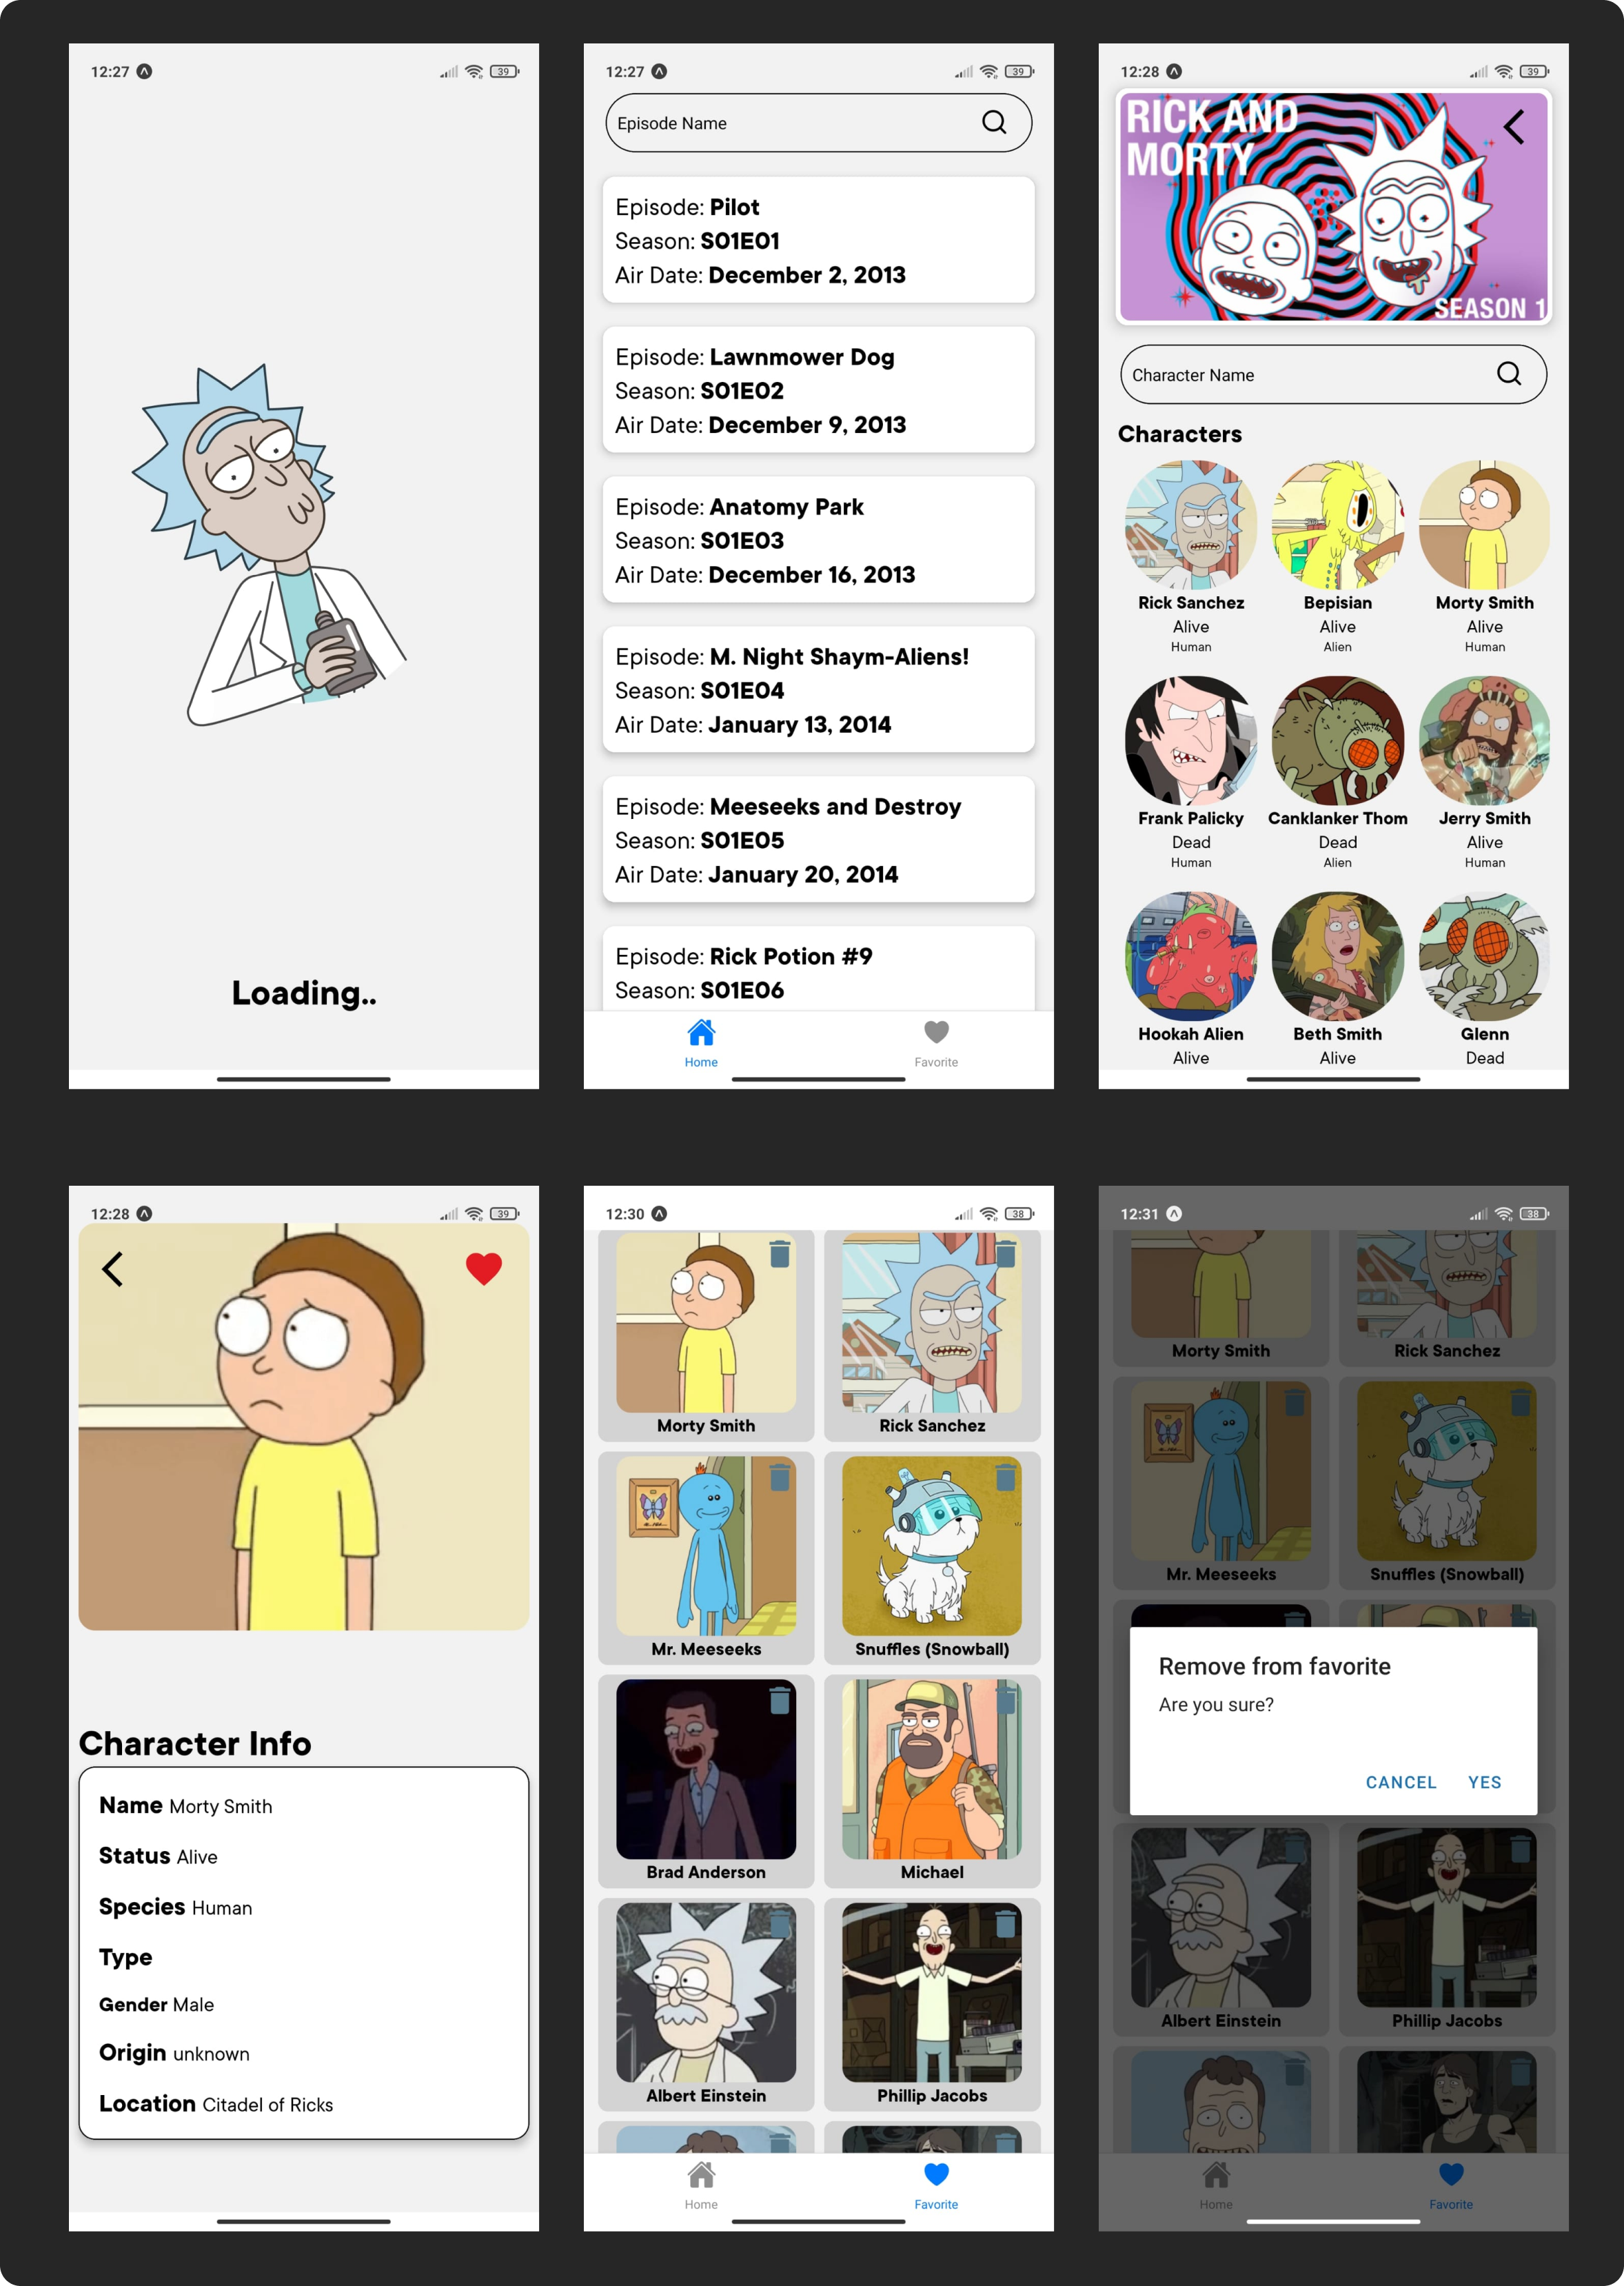 12:27
39
Loading..
12:27
39
Episode Name
Episode: Pilot
Season: S01E01
Air Date: December 2, 2013
Episode: Lawnmower Dog
Season: S01E02
Air Date: December 9, 2013
Episode: Anatomy Park
Season: S01E03
Air Date: December 16, 2013
Episode: M. Night Shaym-Aliens!
Season: S01E04
Air Date: January 13, 2014
Episode: Meeseeks and Destroy
Season: S01E05
Air Date: January 20, 2014
Episode: Rick Potion #9
Season: S01E06
Home
Favorite
12:28
39
RICK AND
MORTY
SEASON 1
Character Name
Characters
Rick Sanchez
Alive
Human
Bepisian
Alive
Alien
Morty Smith
Alive
Human
Frank Palicky
Dead
Human
Canklanker Thom
Dead
Alien
Jerry Smith
Alive
Human
Hookah Alien
Alive
Beth Smith
Alive
Glenn
Dead
12:28
39
Character Info
Name Morty Smith
Status Alive
Species Human
Type
Gender Male
Origin unknown
Location Citadel of Ricks
12:30
38
Morty Smith
Rick Sanchez
Mr. Meeseeks
Snuffles (Snowball)
Brad Anderson
Michael
Albert Einstein
Phillip Jacobs
Home
Favorite
12:31
38
Morty Smith
Rick Sanchez
Mr. Meeseeks
Snuffles (Snowball)
Remove from favorite
Are you sure?
CANCEL
YES
Albert Einstein
Phillip Jacobs
Home
Favorite